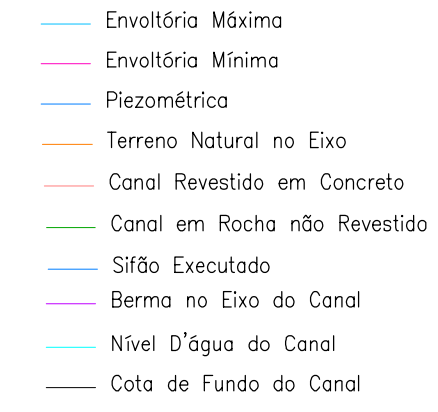 Envoltória Máxima
Envoltória Mínima
Piezométrica
Terreno Natural no Eixo
Canal Revestido em Concreto
Canal em Rocha não Revestido
Sifão Executado
Berma no Eixo do Canal
Nível D'água do Canal
Cota de Fundo do Canal